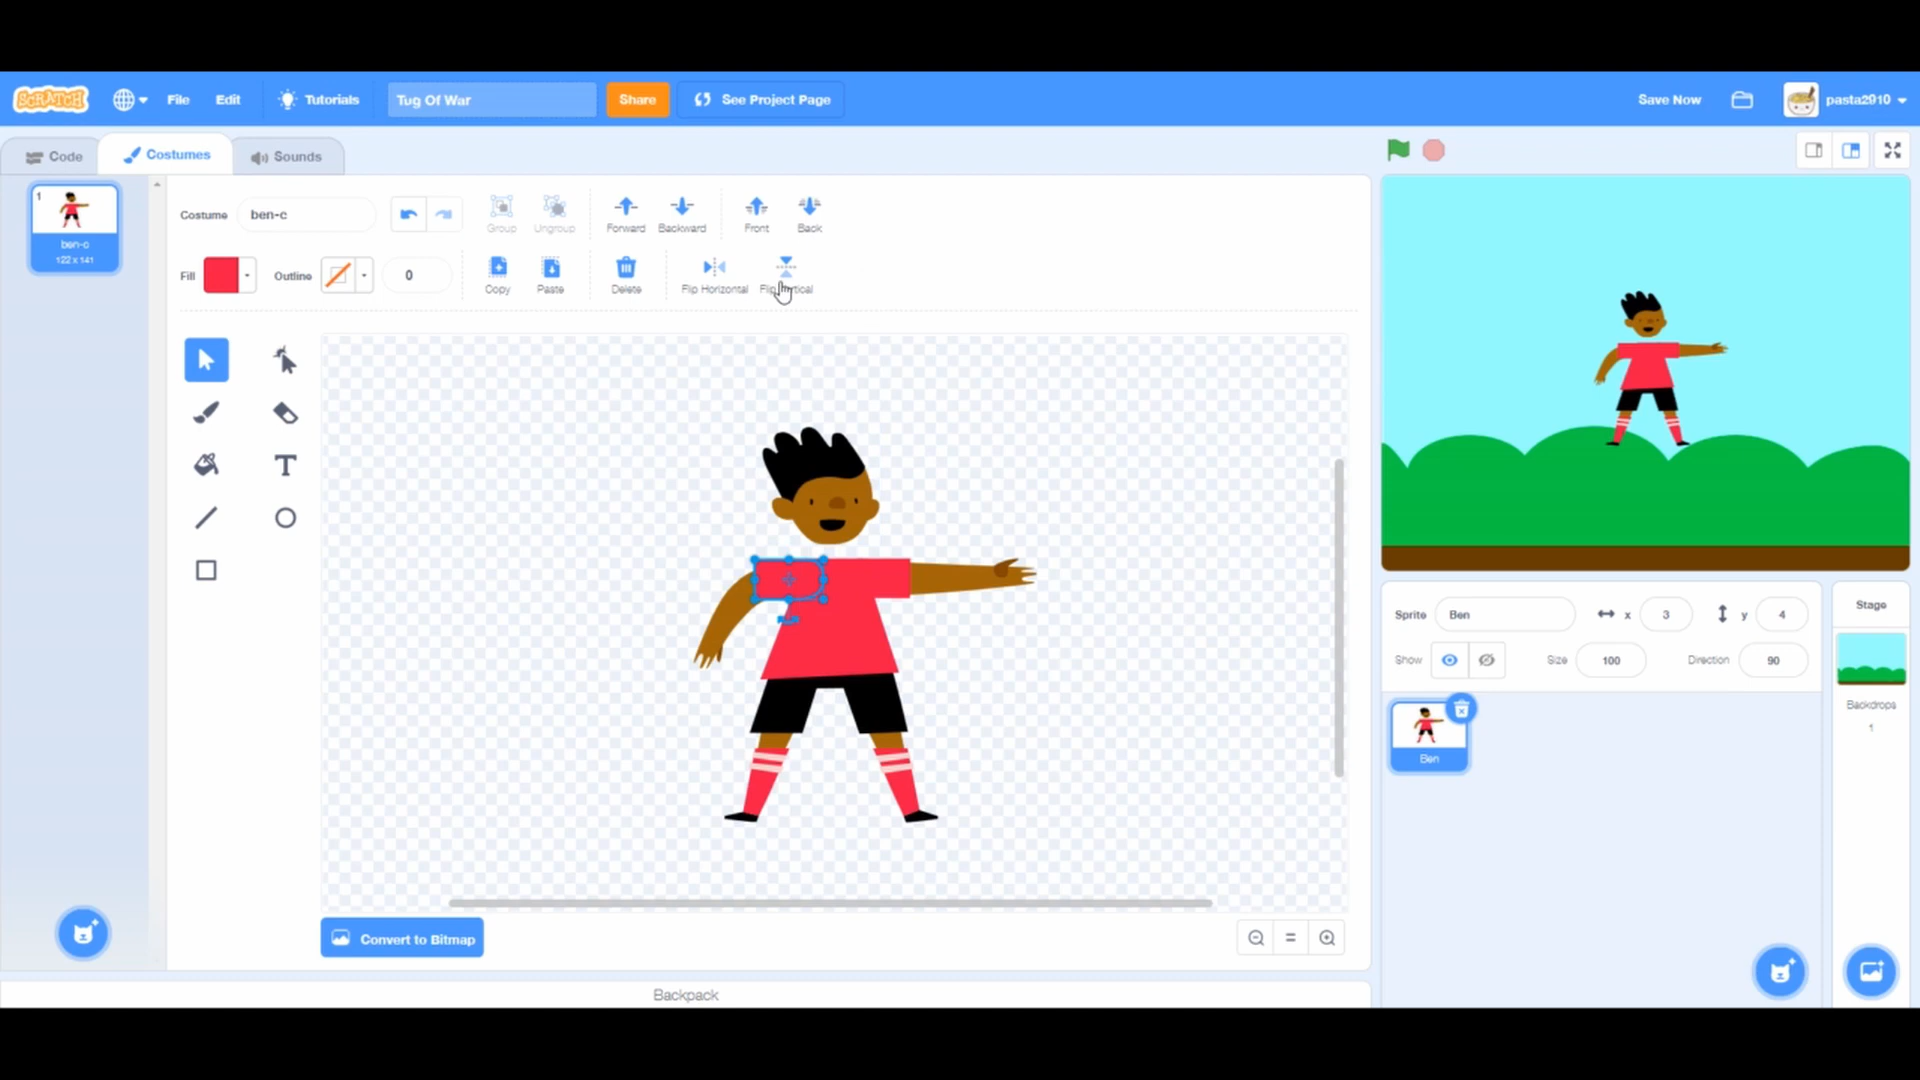 SCRATCH File Edit Tutorials Tug Of War Share See Project Page Save Now pasta2910
Code Costumes Sounds
1
ben-c
122 x 141
Costume ben-c Group Ungroup Forward Backward Front Back
Fill Outline 0 Copy Paste Delete Flip Horizontal
T
Convert to Bitmap
Backpack
Sprite Ben x 3 y 4
Show Size 100 Direction 90
Ben
Stage
Backdrops
1